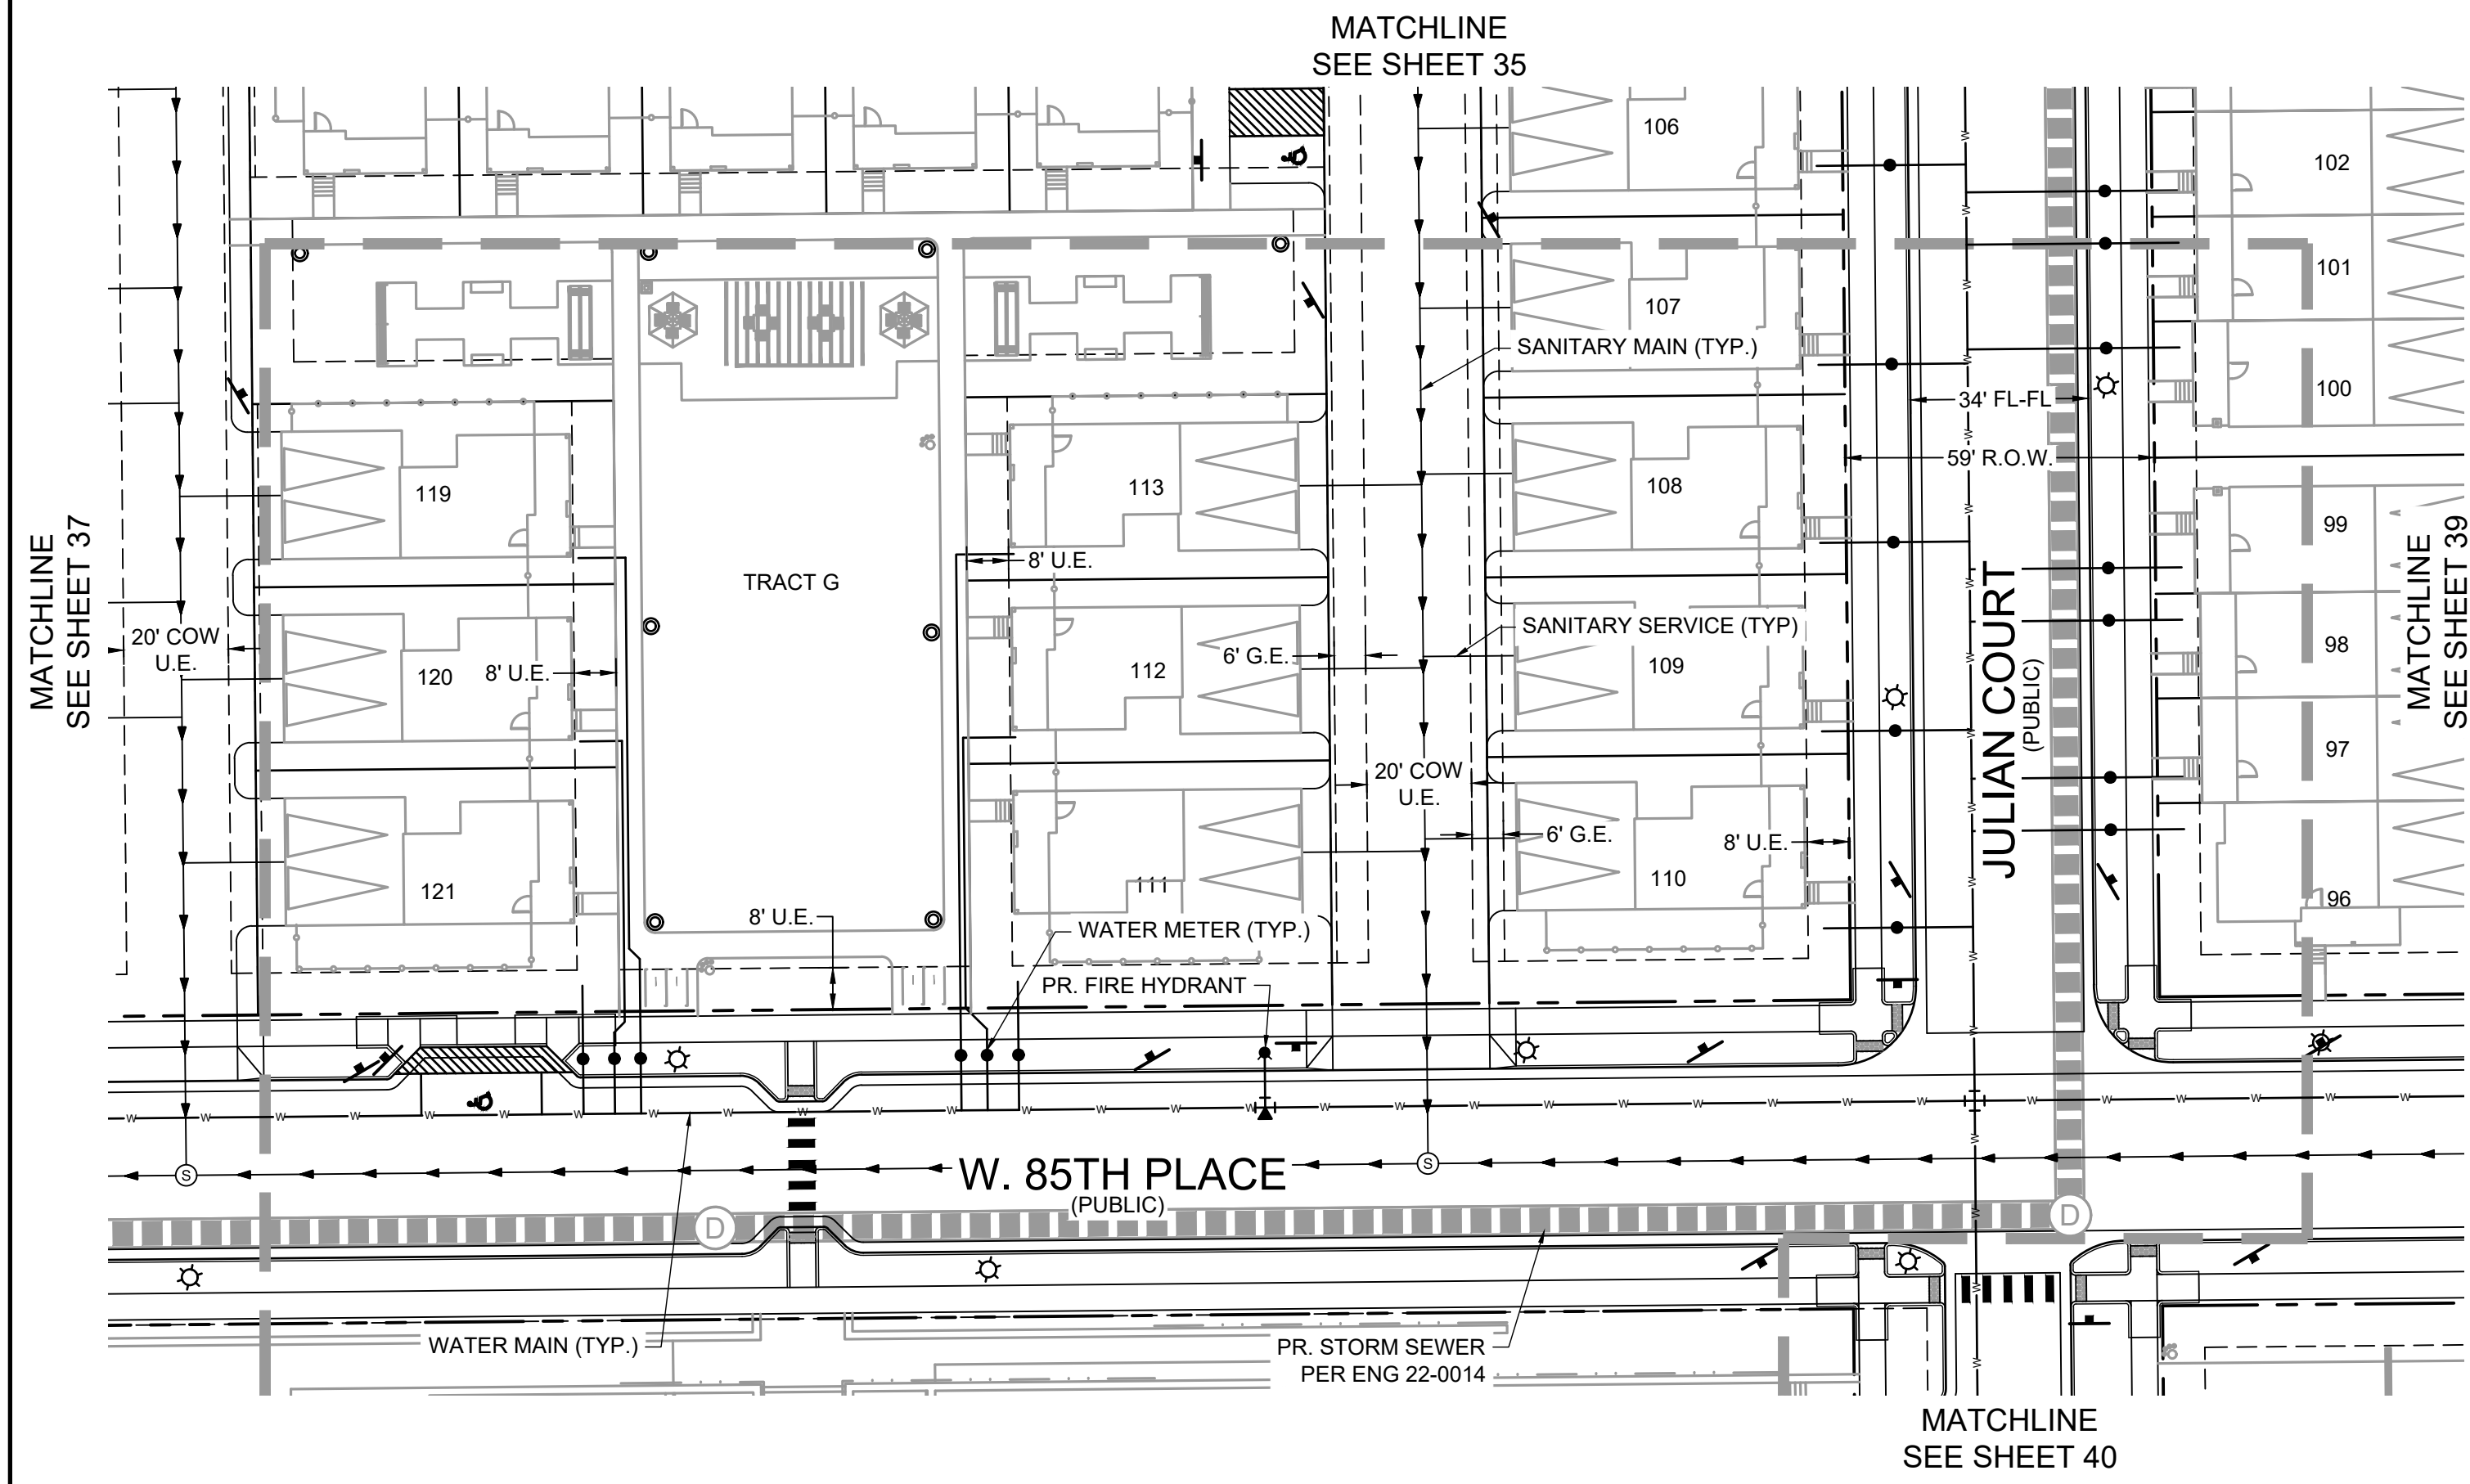 MATCHLINE
SEE SHEET 35
106
102
101
107
SANITARY MAIN (TYP.)
34' FL-FL
100
59' R.O.W.
119
113
108
99
MATCHLINE
SEE SHEET 37
MATCHLINE
SEE SHEET 39
TRACT G
8' U.E.
JULIAN COURT
(PUBLIC)
20' COW
U.E.
SANITARY SERVICE (TYP)
120
8' U.E.
112
6' G.E.
109
98
97
20' COW
U.E.
6' G.E.
8' U.E.
121
111
110
96
8' U.E.
WATER METER (TYP.)
PR. FIRE HYDRANT
W W W W W W W W W W W W W W W W W W W W W W W W W W W W W W
S
S
W. 85TH PLACE
(PUBLIC)
D
D
WATER MAIN (TYP.)
PR. STORM SEWER
PER ENG 22-0014
MATCHLINE
SEE SHEET 40